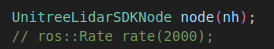 UnitreeLidarSDKNode node(nh);
// ros::Rate rate(2000);